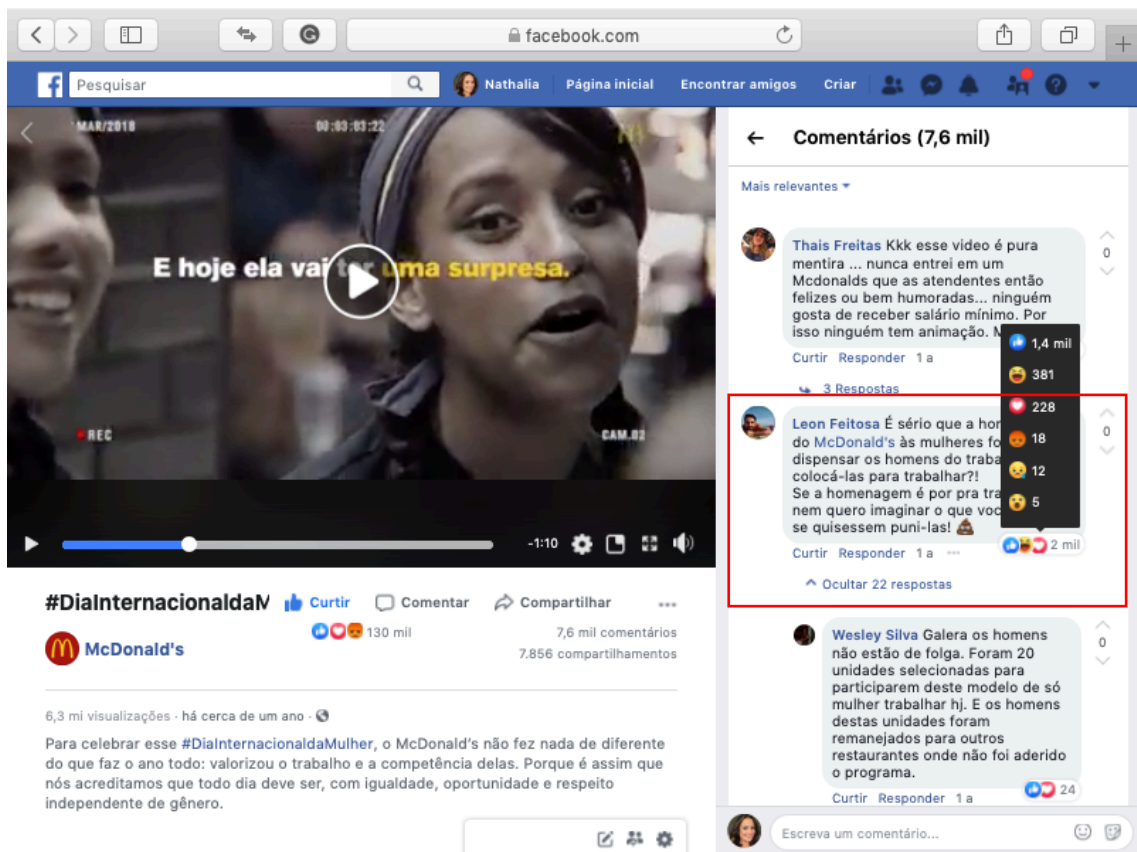 facebook.com
Pesquisar
Nathalia Página inicial Encontrar amigos Criar
MAR/2018 00:03:03:22
E hoje ela vai ter uma surpresa.
REC CAM.02
-1:10
#DiaInternacionaldaM Curtir Comentar Compartilhar
McDonald's
130 mil 7,6 mil comentários
7.856 compartilhamentos
6,3 mi visualizações · há cerca de um ano ·
Para celebrar esse #DiaInternacionaldaMulher, o McDonald's não fez nada de diferente
do que faz o ano todo: valorizou o trabalho e a competência delas. Porque é assim que
nós acreditamos que todo dia deve ser, com igualdade, oportunidade e respeito
independente de gênero.
Comentários (7,6 mil)
Mais relevantes
Thais Freitas Kkk esse video é pura
mentira ... nunca entrei em um
Mcdonalds que as atendentes então
felizes ou bem humoradas... ninguém
gosta de receber salário mínimo. Por
isso ninguém tem animação. M
0
Curtir Responder 1 a
3 Respostas
1,4 mil
381
228
18
12
5
Leon Feitosa É sério que a hor
do McDonald's às mulheres fo
dispensar os homens do traba
colocá-las para trabalhar?!
Se a homenagem é por pra tra
nem quero imaginar o que voc
se quisessem puni-las!
0
Curtir Responder 1 a 2 mil
Ocultar 22 respostas
Wesley Silva Galera os homens
não estão de folga. Foram 20
unidades selecionadas para
participarem deste modelo de só
mulher trabalhar hj. E os homens
destas unidades foram
remanejados para outros
restaurantes onde não foi aderido
o programa.
0
Curtir Responder 1 a 24
Escreva um comentário...